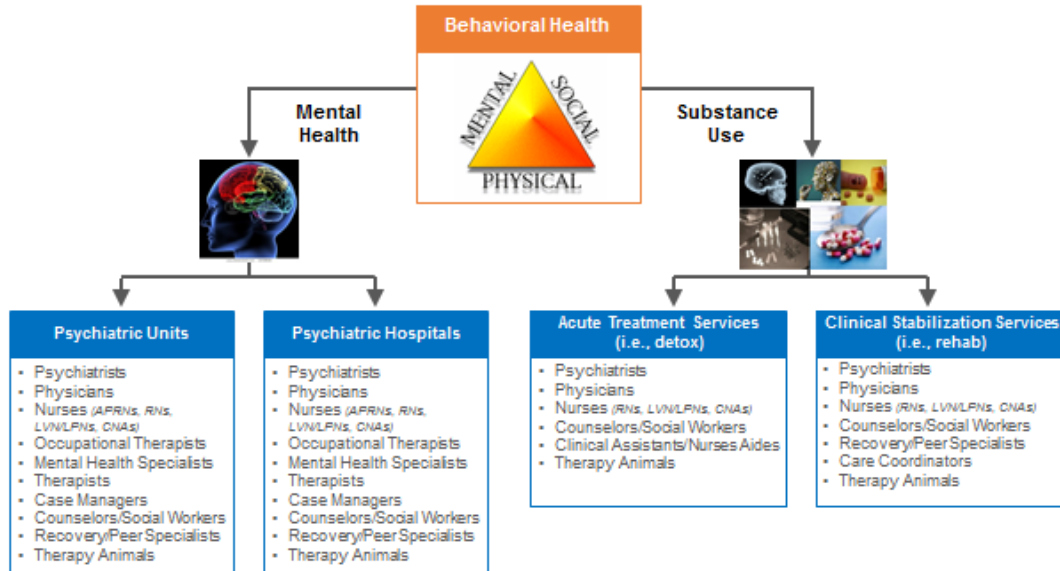 Behavioral Health
MENTAL
SOCIAL
PHYSICAL
Mental
Health
Substance
Use
Psychiatric Units
▪ Psychiatrists
▪ Physicians
▪ Nurses (APRNs, RNs,
LVN/LPNs, CNAs)
▪ Occupational Therapists
▪ Mental Health Specialists
▪ Therapists
▪ Case Managers
▪ Counselors/Social Workers
▪ Recovery/Peer Specialists
▪ Therapy Animals
Psychiatric Hospitals
▪ Psychiatrists
▪ Physicians
▪ Nurses (APRNs, RNs,
LVN/LPNs, CNAs)
▪ Occupational Therapists
▪ Mental Health Specialists
▪ Therapists
▪ Case Managers
▪ Counselors/Social Workers
▪ Recovery/Peer Specialists
▪ Therapy Animals
Acute Treatment Services
(i.e., detox)
▪ Psychiatrists
▪ Physicians
▪ Nurses (RNs, LVN/LPNs, CNAs)
▪ Counselors/Social Workers
▪ Clinical Assistants/Nurses Aides
▪ Therapy Animals
Clinical Stabilization Services
(i.e., rehab)
▪ Psychiatrists
▪ Physicians
▪ Nurses (RNs, LVN/LPNs, CNAs)
▪ Counselors/Social Workers
▪ Recovery/Peer Specialists
▪ Care Coordinators
▪ Therapy Animals